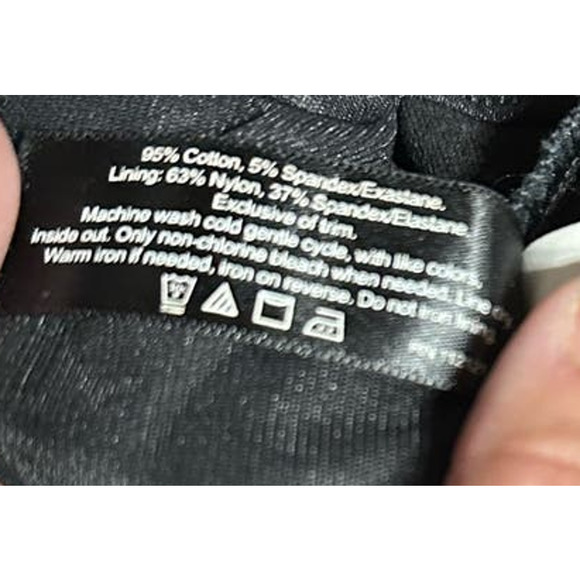 95% Cotton, 5% Spandex/Exastane.
Lining: 63% Nylon, 37% Spandex/Elastane.
Exclusive of trim.
Machine wash cold gentle cycle, with like colors,
Inside out. Only non-chlorine bleach when needed. Line
Warm iron if needed, iron on reverse. Do not iron lining